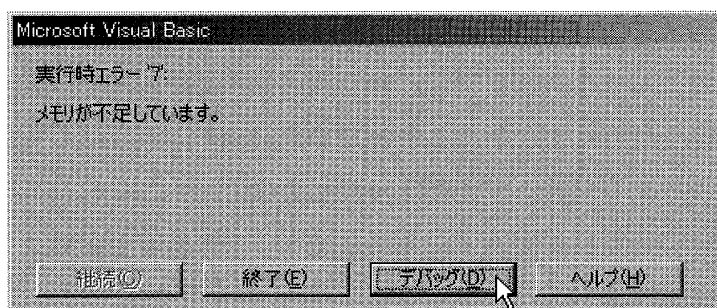 Microsoft Visual Basic
実行時エラー '7':
メモリが不足しています。
継続(C)
終了(E)
デバッグ(D)
ヘルプ(H)